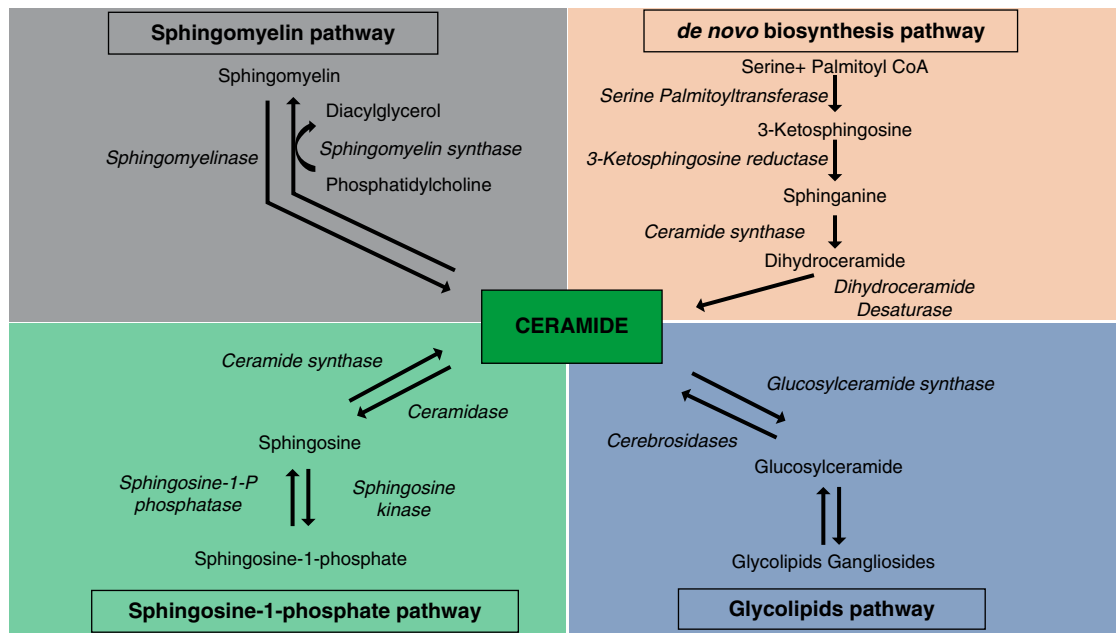 Sphingomyelin pathway
Sphingomyelin
Diacylglycerol
Sphingomyelinase
Sphingomyelin synthase
Phosphatidylcholine
de novo biosynthesis pathway
Serine+ Palmitoyl CoA
Serine Palmitoyltransferase
3-Ketosphingosine
3-Ketosphingosine reductase
Sphinganine
Ceramide synthase
Dihydroceramide
Dihydroceramide
Desaturase
CERAMIDE
Ceramide synthase
Ceramidase
Sphingosine
Sphingosine-1-P
phosphatase
Sphingosine
kinase
Sphingosine-1-phosphate
Sphingosine-1-phosphate pathway
Glucosylceramide synthase
Cerebrosidases
Glucosylceramide
Glycolipids Gangliosides
Glycolipids pathway